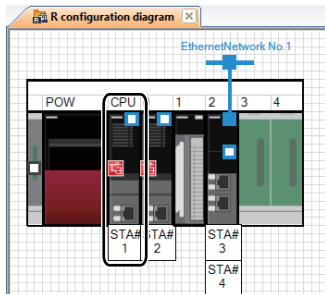 R configuration diagram
EthernetNetwork No.1
POW CPU 1 2 3 4
STA# STA# STA#
1 2 3
STA#
4